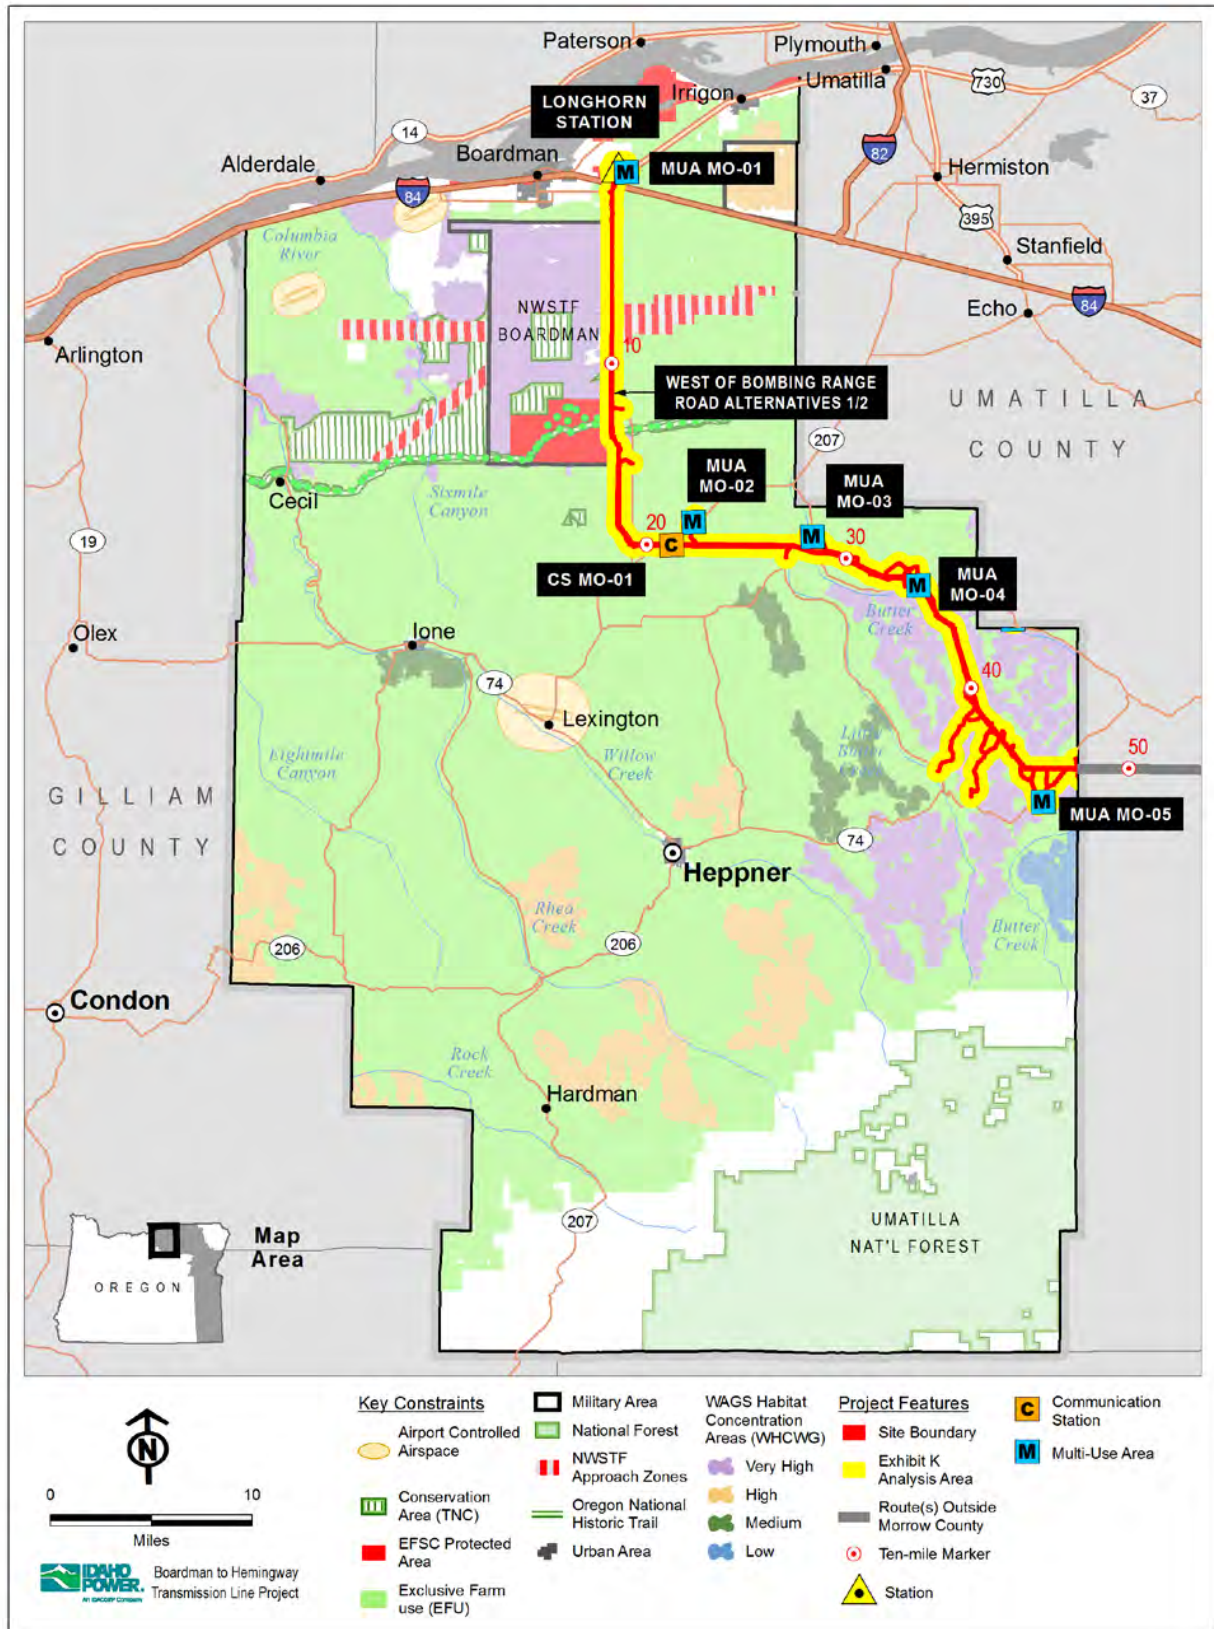 Paterson
Plymouth
Umatilla
730
Irrigon
37
LONGHORN
STATION
14
Boardman
82
Alderdale
MUA MO-01
Hermiston
84
395
Columbia
River
Stanfield
NWSTF
BOARDMAN
Echo
84
Arlington
10
WEST OF BOMBING RANGE
ROAD ALTERNATIVES 1/2
UMATILLA
COUNTY
207
MUA
MO-02
MUA
MO-03
Cecil
Sixmile
Canyon
19
20
30
C
M
M
CS MO-01
M
MUA
MO-04
Butter
Creek
Olex
Ione
74
40
Lexington
Little
Butter
Creek
Eightmile
Canyon
Willow
Creek
50
GILLIAM
COUNTY
M
MUA MO-05
74
Heppner
Rhea
Creek
Butter
Creek
206
206
Condon
Rock
Creek
Hardman
207
UMATILLA
NAT'L FOREST
Map
Area
OREGON
N
0 10
Miles
IDAHO
POWER.
An IDACORP Company
Boardman to Hemingway
Transmission Line Project
Key Constraints
Airport Controlled
Airspace
Conservation
Area (TNC)
EFSC Protected
Area
Exclusive Farm
use (EFU)
Military Area
National Forest
NWSTF
Approach Zones
Oregon National
Historic Trail
Urban Area
WAGS Habitat
Concentration
Areas (WHCWG)
Very High
High
Medium
Low
Project Features
Site Boundary
Exhibit K
Analysis Area
Route(s) Outside
Morrow County
Ten-mile Marker
Station
C
Communication
Station
M
Multi-Use Area